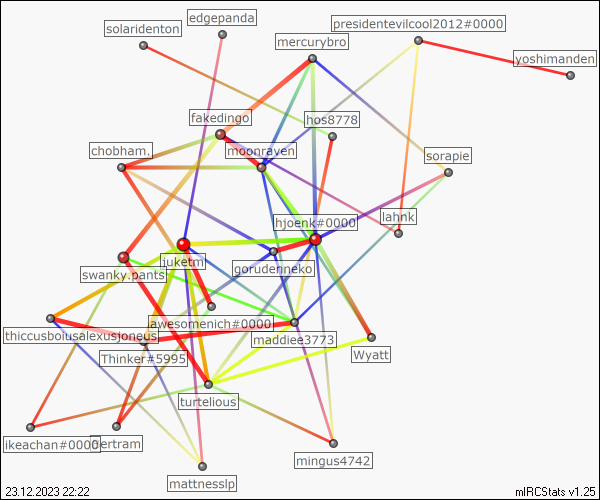 edgepanda
solaridenton
presidentevilcool2012#0000
mercurybro
yoshimanden
fakedingo
hos8778
chobham.
moonraven
sorapie
lahnk
hjoenk#0000
juketm
gorudenneko
swanky.pants
awesomenich#0000
thiccusboiusalexusjoneus
maddiee3773
Thinker#5995
Wyatt
turtelious
ikeachan#0000
mingus4742
mattnesslp
23.12.2023 22:22
mIRCStats v1.25